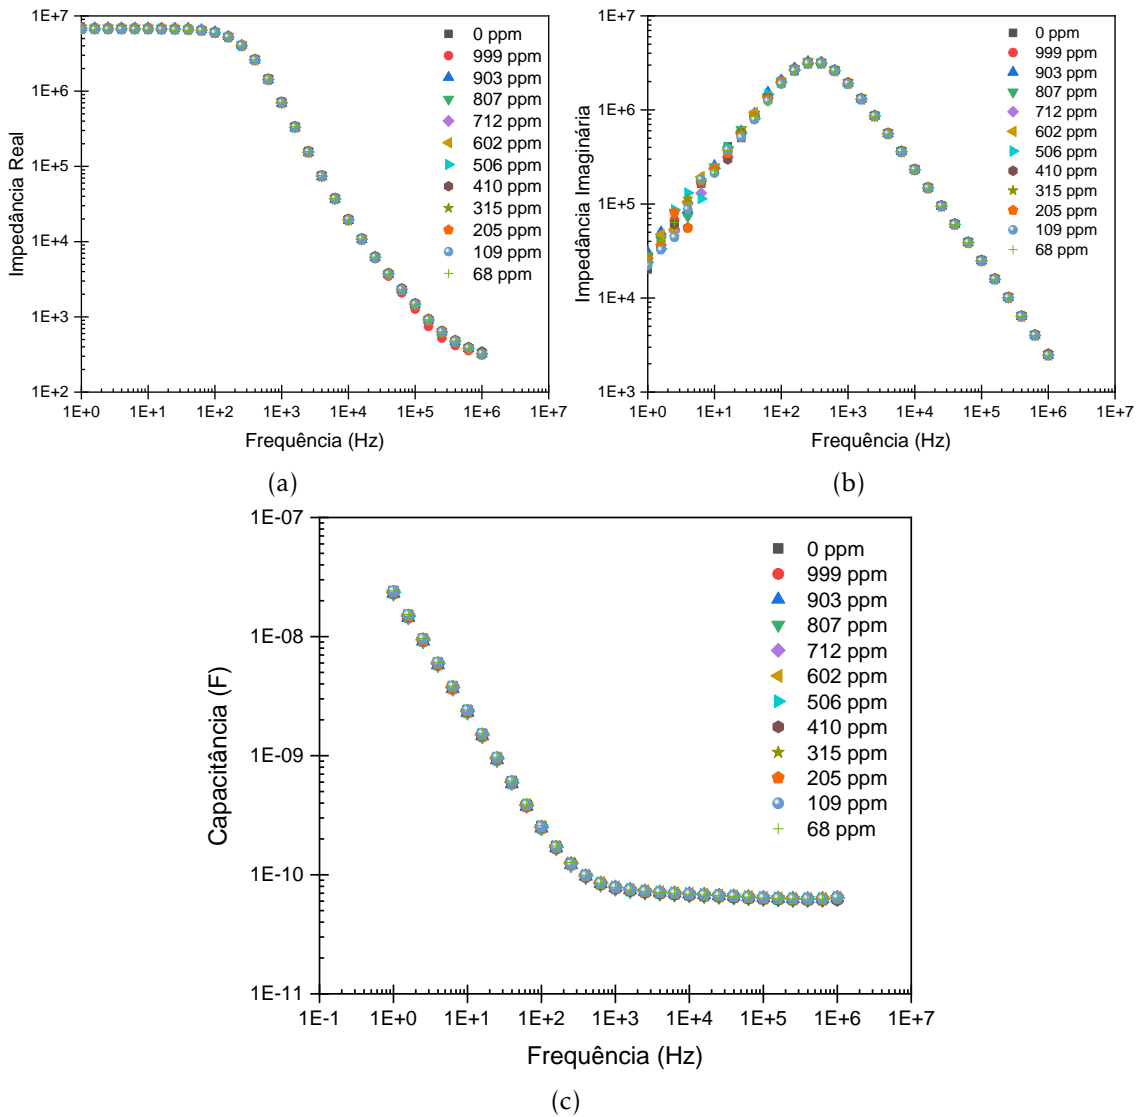 1E+7
1E+6
1E+5
1E+4
1E+3
1E+2
Impedância Real
1E+0 1E+1 1E+2 1E+3 1E+4 1E+5 1E+6 1E+7
Frequência (Hz)
0 ppm
999 ppm
903 ppm
807 ppm
712 ppm
602 ppm
506 ppm
410 ppm
315 ppm
205 ppm
109 ppm
68 ppm
(a)
1E+7
1E+6
1E+5
1E+4
1E+3
Impedância Imaginária
1E+0 1E+1 1E+2 1E+3 1E+4 1E+5 1E+6 1E+7
Frequência (Hz)
0 ppm
999 ppm
903 ppm
807 ppm
712 ppm
602 ppm
506 ppm
410 ppm
315 ppm
205 ppm
109 ppm
68 ppm
(b)
1E-07
1E-08
1E-09
1E-10
1E-11
Capacitância (F)
1E-1 1E+0 1E+1 1E+2 1E+3 1E+4 1E+5 1E+6 1E+7
Frequência (Hz)
0 ppm
999 ppm
903 ppm
807 ppm
712 ppm
602 ppm
506 ppm
410 ppm
315 ppm
205 ppm
109 ppm
68 ppm
(c)